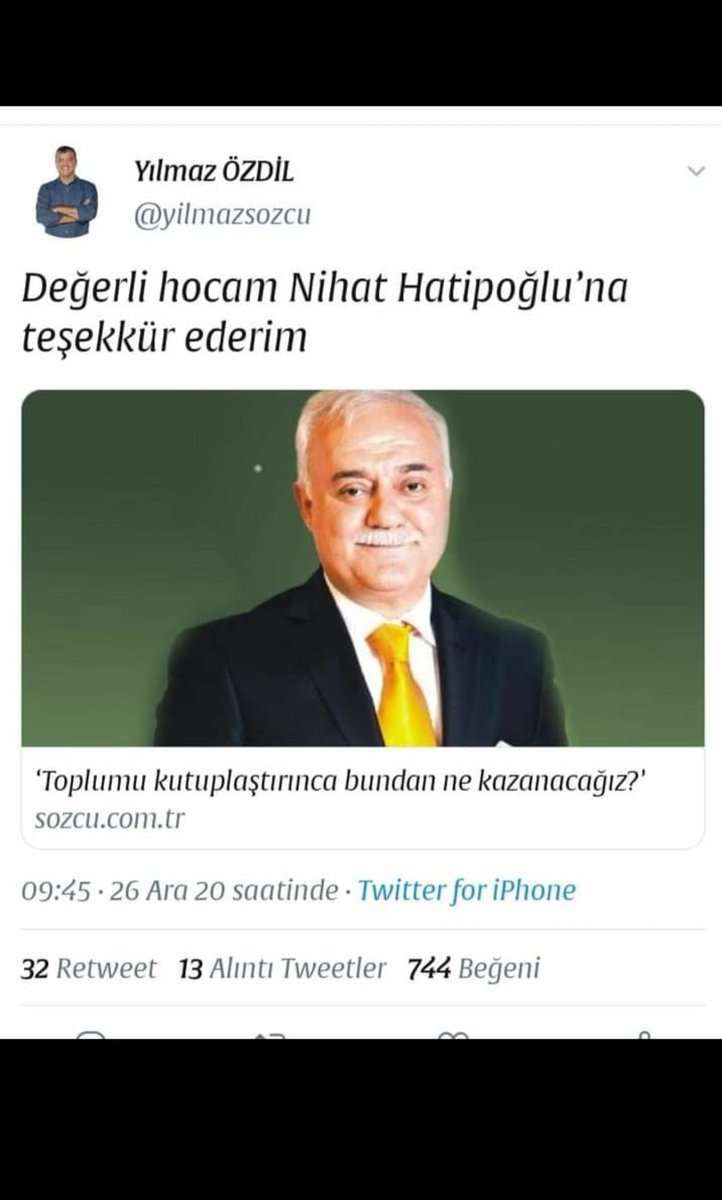 Yılmaz ÖZDİL
@yilmazsozcu
Değerli hocam Nihat Hatipoğlu’na
teşekkür ederim
‘Toplumu kutuplaştırınca bundan ne kazanacağız?’
sozcu.com.tr
09:45 · 26 Ara 20 saatinde · Twitter for iPhone
32 Retweet 13 Alıntı Tweetler 744 Beğeni